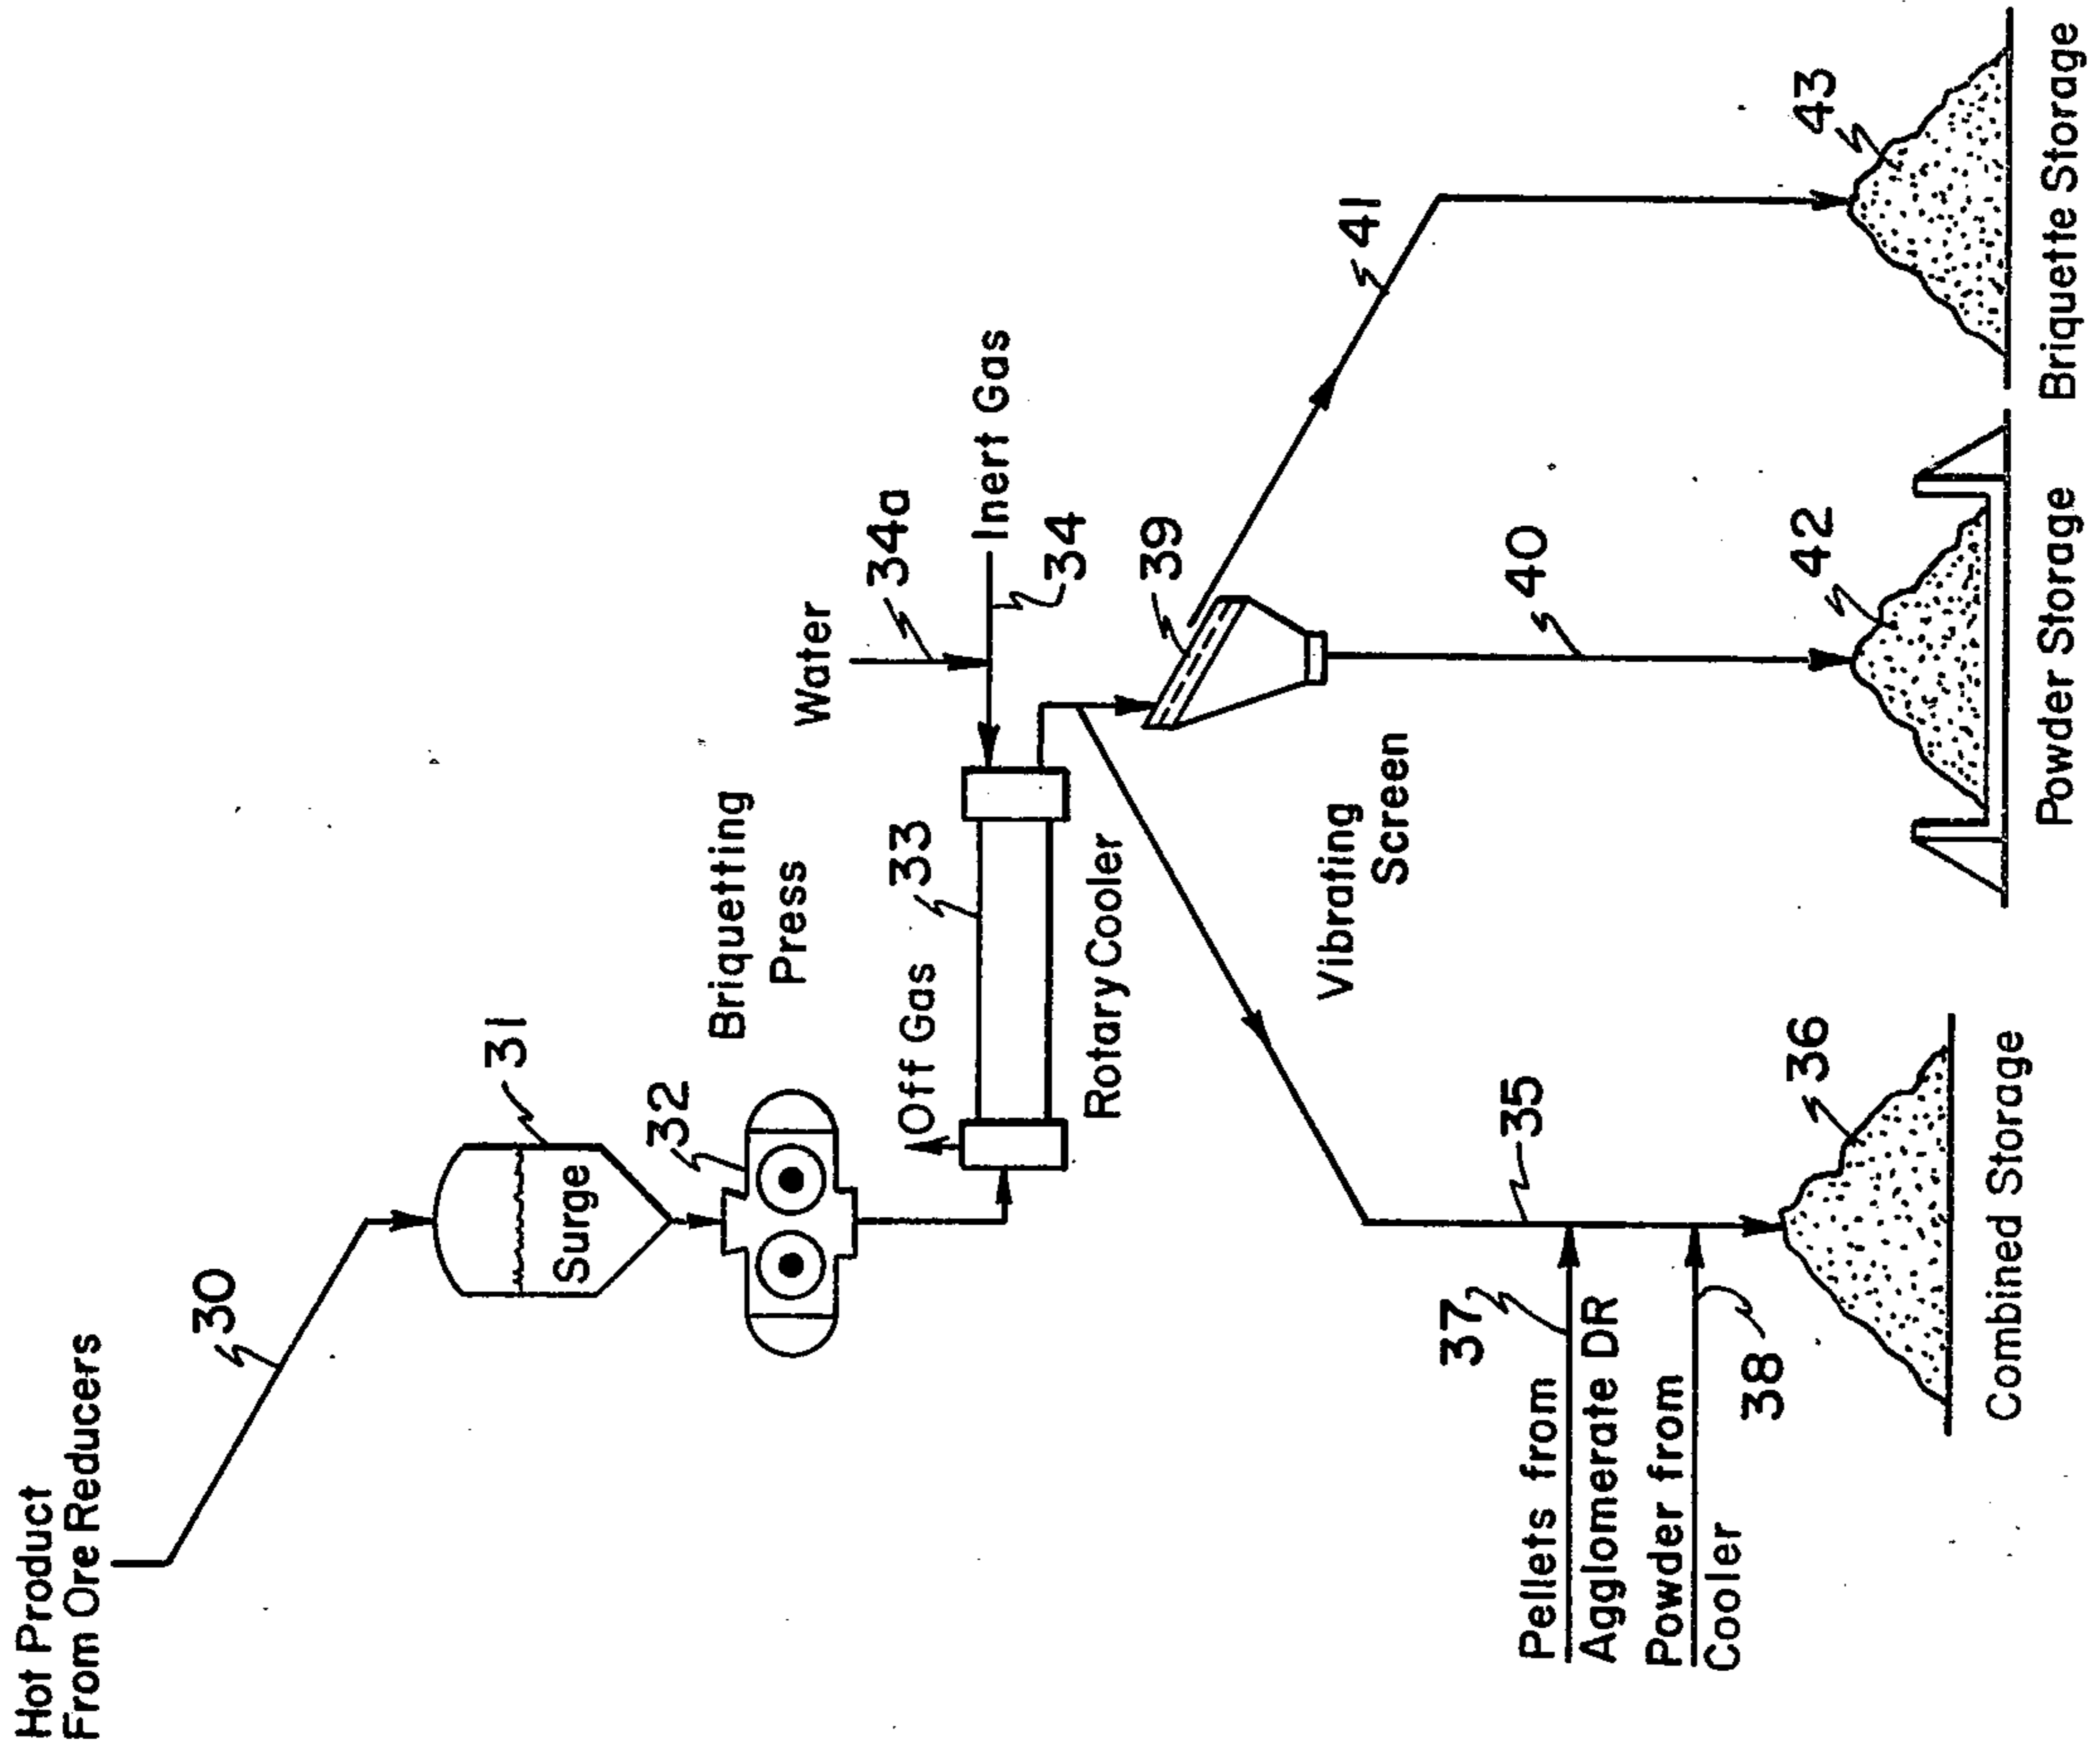 Hot Product
From Ore Reducers
30
31
Surge
32
Briquetting
Press
Water
34a
Off Gas
33
Inert Gas
34
Rotary Cooler
39
Vibrating
Screen
41
37
Pellets from
Agglomerate DR
35
40
Powder from
Cooler
38
36
42
43
Combined Storage
Powder Storage
Briquette Storage